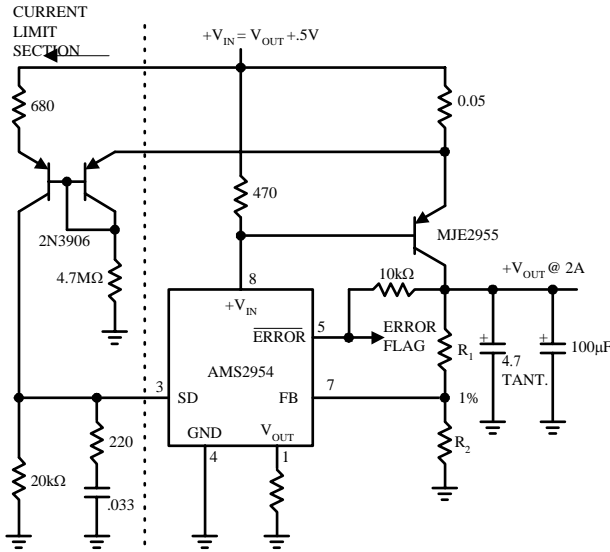 CURRENT
LIMIT
SECTION
+VIN = VOUT +.5V
680
0.05
470
2N3906
MJE2955
4.7MΩ
10kΩ
+VOUT @ 2A
8
+VIN
ERROR
5
ERROR
FLAG
R1
4.7
TANT.
100µF
AMS2954
3
SD
FB
7
1%
GND
VOUT
4
1
220
R2
20kΩ
.033
+
+